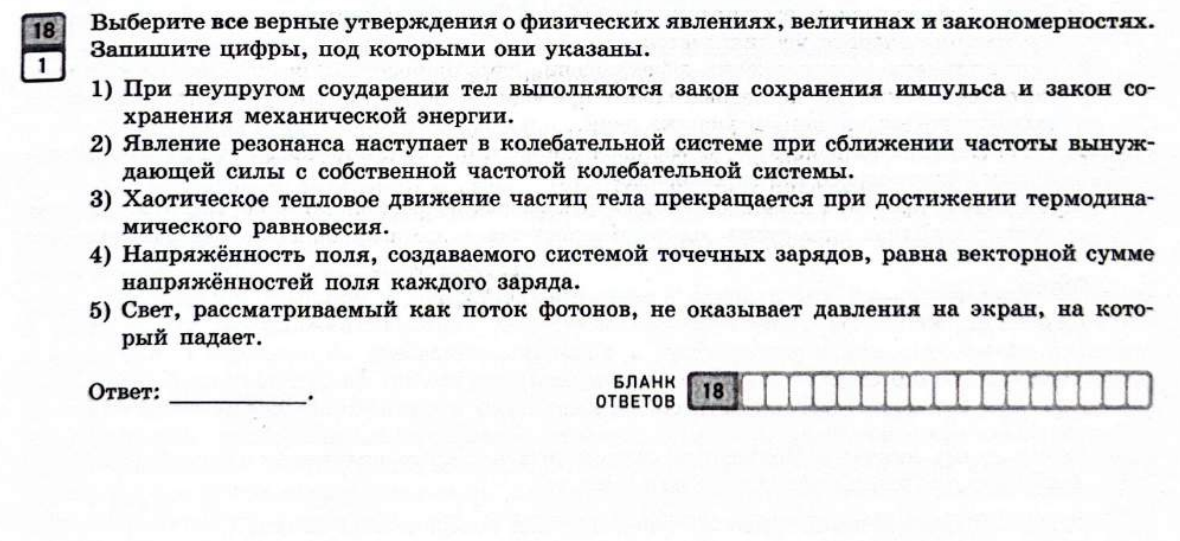 18
1
Выберите все верные утверждения о физических явлениях, величинах и закономерностях.
Запишите цифры, под которыми они указаны.
1) При неупругом соударении тел выполняются закон сохранения импульса и закон со-
хранения механической энергии.
2) Явление резонанса наступает в колебательной системе при сближении частоты вынуж-
дающей силы с собственной частотой колебательной системы.
3) Хаотическое тепловое движение частиц тела прекращается при достижении термодина-
мического равновесия.
4) Напряжённость поля, создаваемого системой точечных зарядов, равна векторной сумме
напряжённостей поля каждого заряда.
5) Свет, рассматриваемый как поток фотонов, не оказывает давления на экран, на кото-
рый падает.
Ответ: ____________.
БЛАНК
ОТВЕТОВ
18